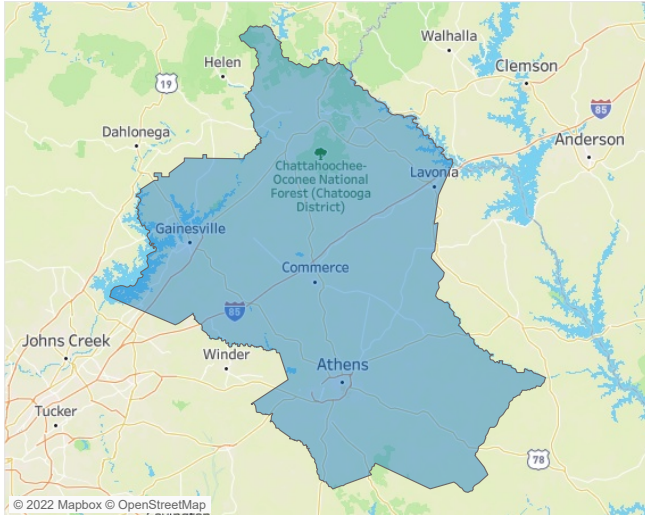 Walhalla
Helen
Clemson
19
85
Dahlonega
Anderson
Chattahoochee-
Oconee National
Forest (Chatooga
District)
Lavonia
Gainesville
Commerce
85
Johns Creek
Winder
Athens
Tucker
78
© 2022 Mapbox © OpenStreetMap